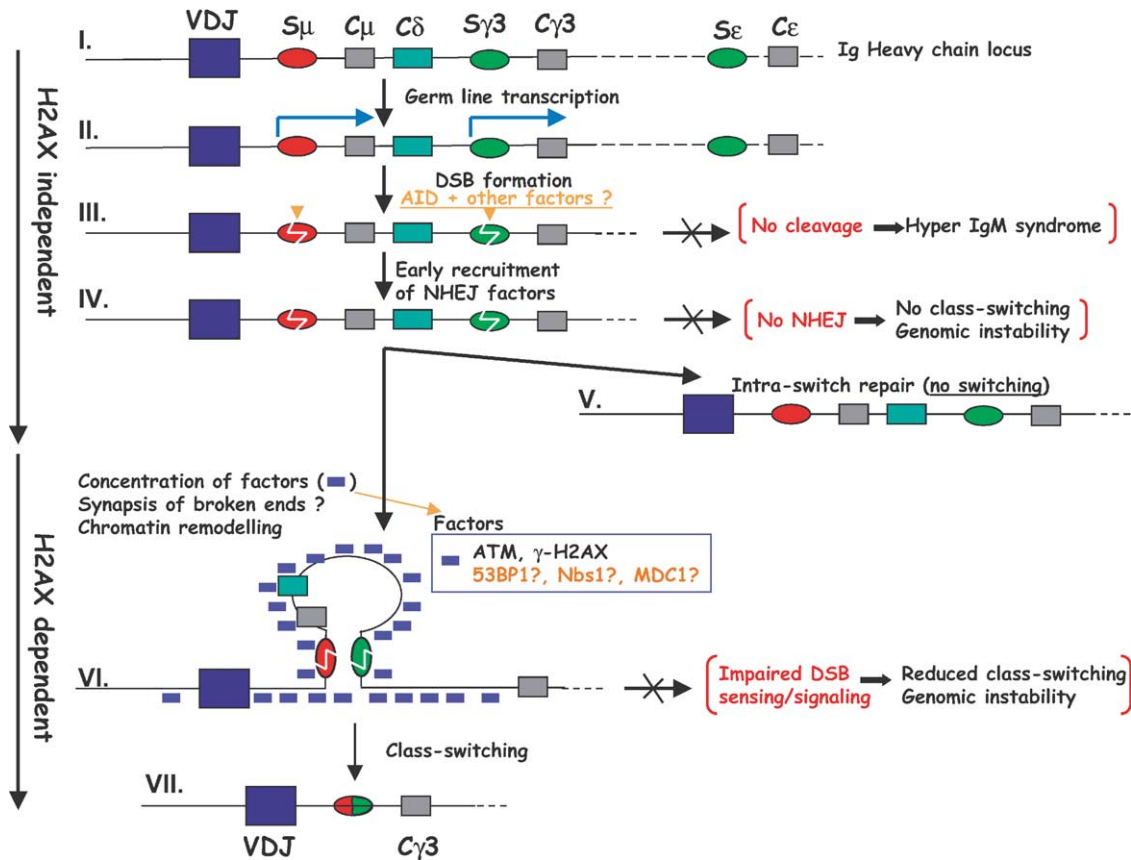 VDJ
Sμ
Cμ
Cδ
Sγ3
Cγ3
Sε
Cε
I.
Ig Heavy chain locus
Germ line transcription
II.
DSB formation
AID + other factors ?
III.
No cleavage
Hyper IgM syndrome
Early recruitment
of NHEJ factors
IV.
No NHEJ
No class-switching
Genomic instability
H2AX independent
Intra-switch repair (no switching)
V.
Concentration of factors ( )
Synapsis of broken ends ?
Chromatin remodelling
Factors
ATM, γ-H2AX
53BP1?, Nbs1?, MDC1?
H2AX dependent
VI.
Impaired DSB
sensing/signaling
Reduced class-switching
Genomic instability
Class-switching
VII.
VDJ
Cγ3